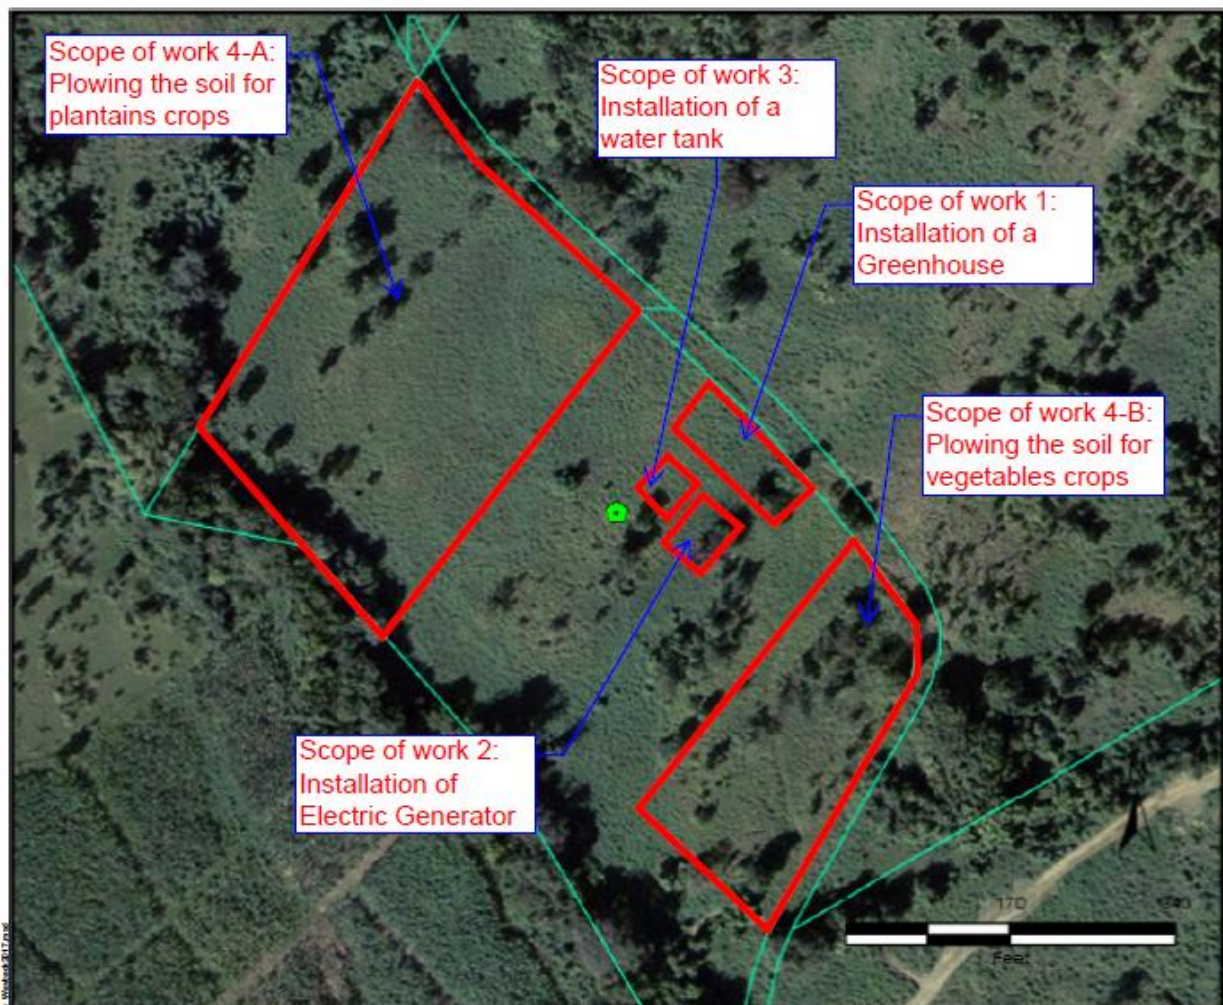 Scope of work 4-A:
Plowing the soil for
plantains crops
Scope of work 3:
Installation of a
water tank
Scope of work 1:
Installation of a
Greenhouse
Scope of work 4-B:
Plowing the soil for
vegetables crops
Scope of work 2:
Installation of
Electric Generator
170 340
Feet